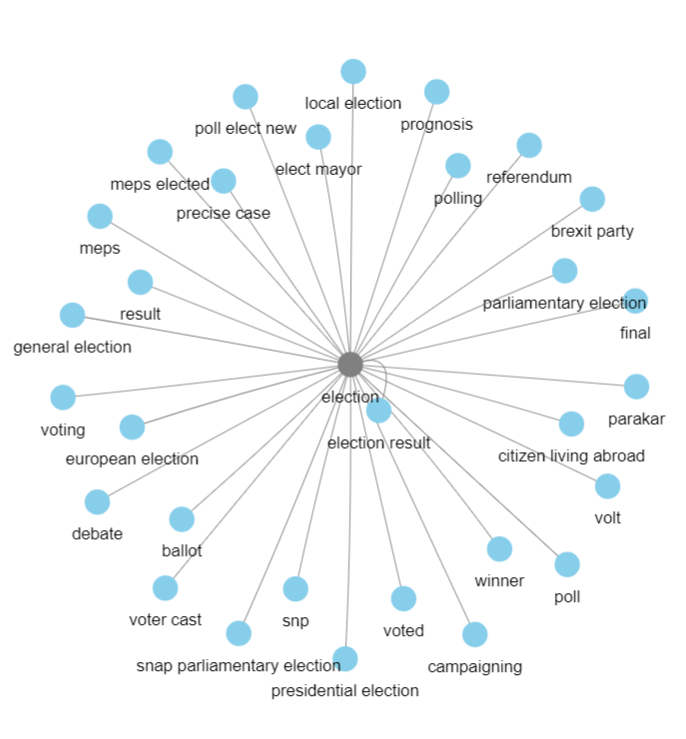 local election
prognosis
poll elect new
elect mayor
referendum
meps elected
polling
precise case
brexit party
meps
parliamentary election
result
final
general election
election
parakar
voting
election result
citizen living abroad
european election
volt
debate
ballot
winner
poll
voter cast
snp
voted
snap parliamentary election
campaigning
presidential election